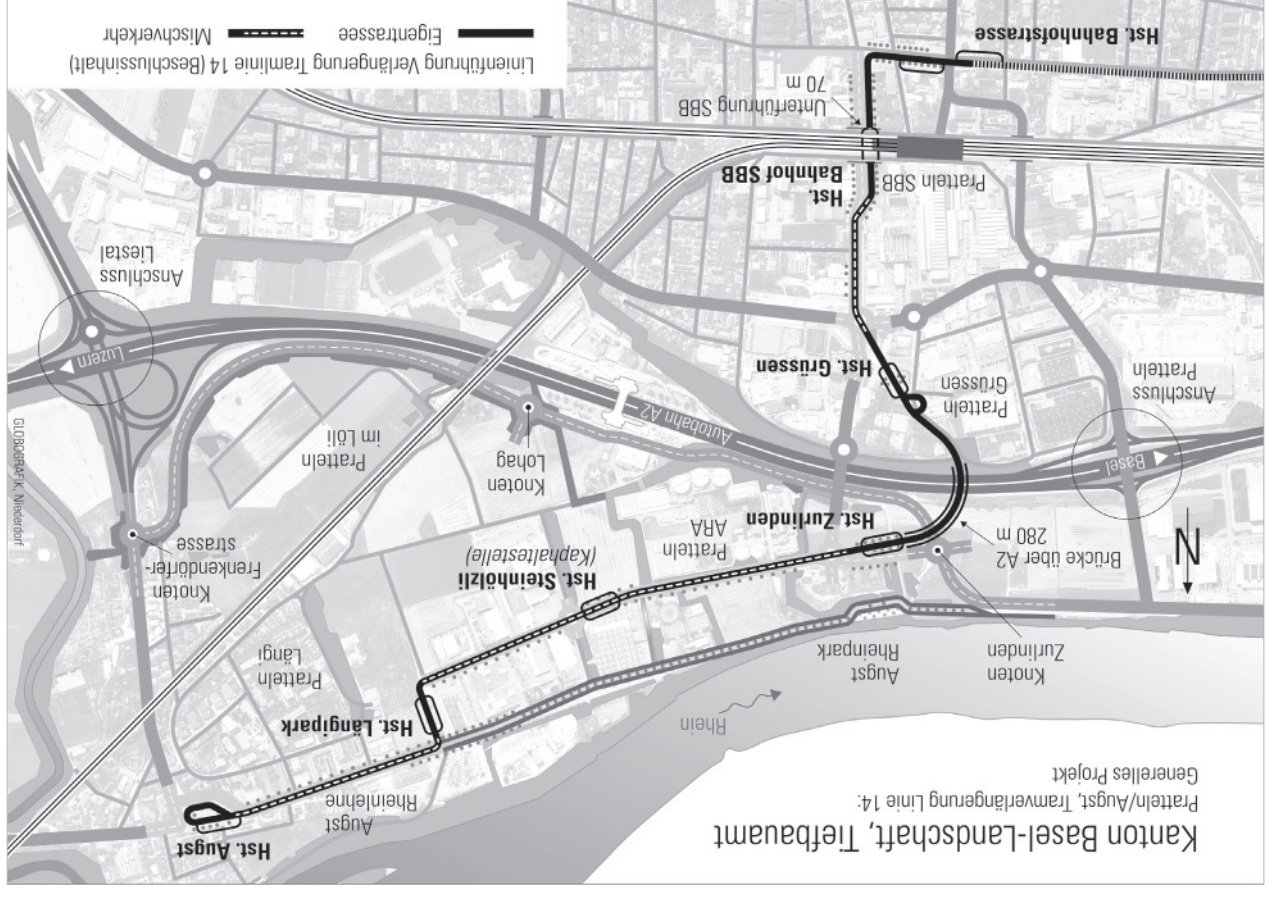 Kanton Basel-Landschaft, Tiefbauamt
Pratteln/Augst, Tramverlängerung Linie 14:
Generelles Projekt
Hst. Augst
Augst
Rheinlehne
Hst. Längipark
Pratteln
Längi
Rhein
Knoten
Zurlinden
Augst
Rheinpark
Knoten
Frenkendörfer-
strasse
Hst. Steinhölzli
(Kaphaltestelle)
Pratteln
ARA
Hst. Zurlinden
Brücke über A2
280 m
N
Knoten
Lohag
Pratteln
im Löli
Autobahn A2
Basel
Luzern
Anschluss
Pratteln
Pratteln
Grüssen
Hst. Grüssen
Anschluss
Liestal
Pratteln SBB
Hst.
Bahnhof SBB
Unterführung SBB
70 m
Hst. Bahnhofstrasse
Linienführung Verlängerung Tramlinie 14 (Beschlussinhalt)
Eigentrassee
Mischverkehr
GLOBOGRAFIK, Niederdorf